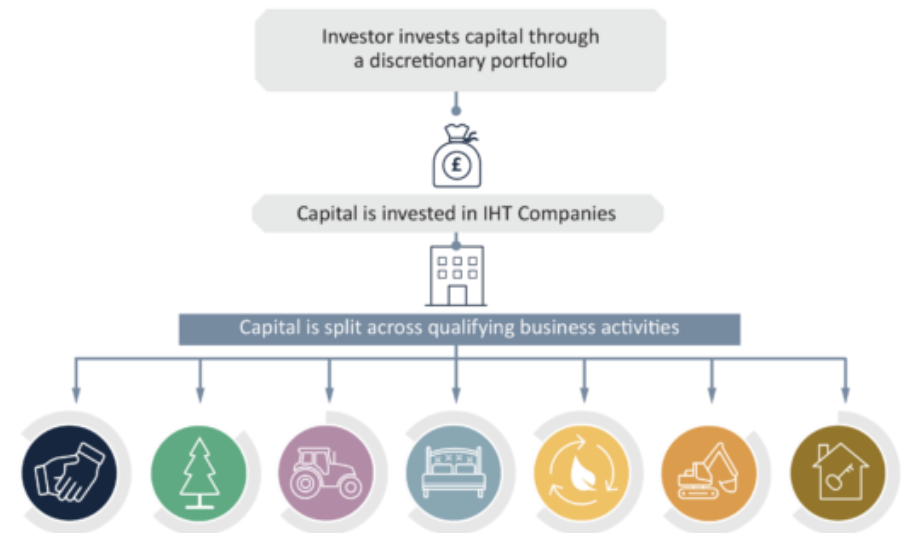 Investor invests capital through
a discretionary portfolio
£
Capital is invested in IHT Companies
Capital is split across qualifying business activities